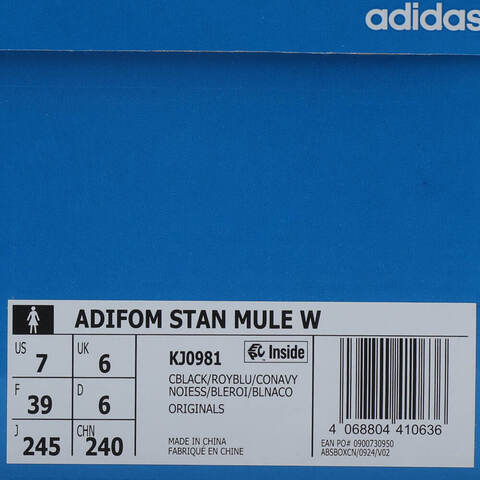 adidas
ADIFOM STAN MULE W
US 7 UK 6
F 39 D 6
J 245 CHN 240
KJ0981 Inside
CBLACK/ROYBLU/CONAVY
NOIESS/BLEROI/BLNACO
ORIGINALS
MADE IN CHINA
FABRIQUÉ EN CHINE
4 068804 410636
EAN PO# 0900730950
ABSBOXCN/0924/V02